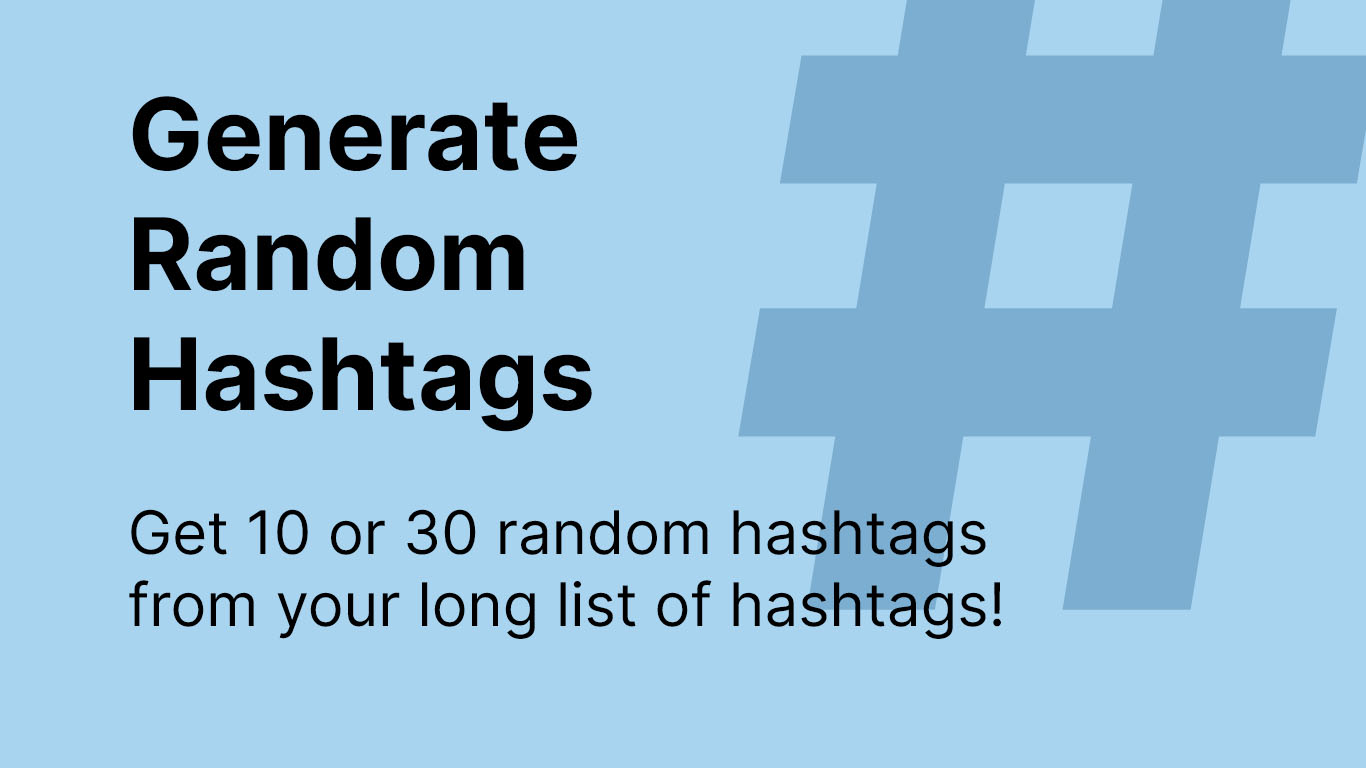 Generate
Random
Hashtags
#
Get 10 or 30 random hashtags
from your long list of hashtags!